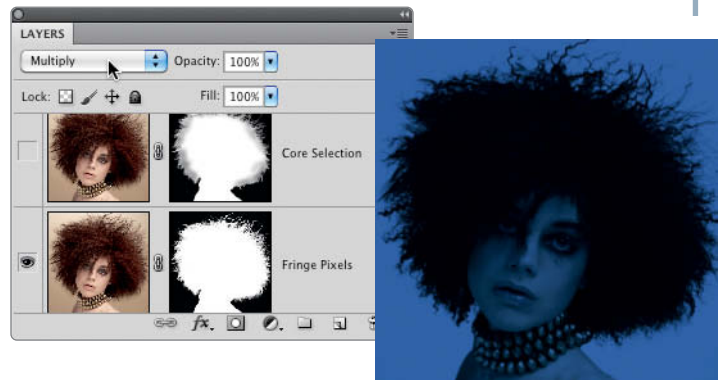 LAYERS
Multiply Opacity: 100%
Lock: Fill: 100%
Core Selection
Fringe Pixels
fx.